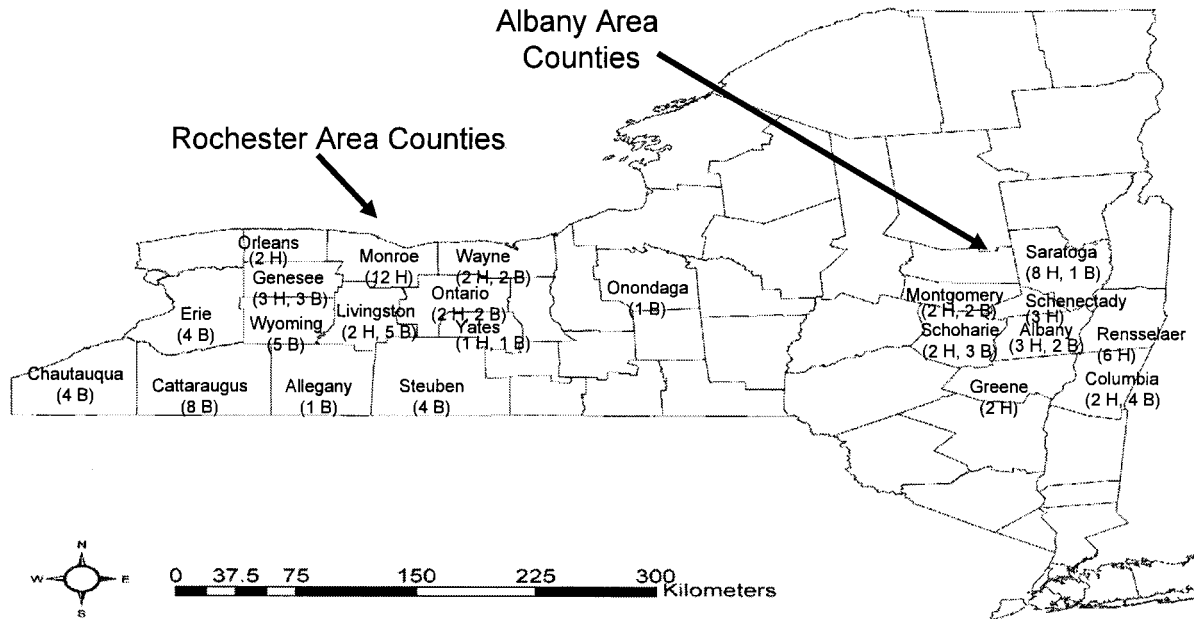 Albany Area
Counties
Rochester Area Counties
Orleans
(2 H)
Monroe
(12 H)
Wayne
(2 H, 2 B)
Genesee
(3 H, 3 B)
Ontario
(2 H, 2 B)
Erie
(4 B)
Wyoming
(5 B)
Livingston
(2 H, 5 B)
Yates
(1 H, 1 B)
Onondaga
(1 B)
Chautauqua
(4 B)
Cattaraugus
(8 B)
Allegany
(1 B)
Steuben
(4 B)
Saratoga
(8 H, 1 B)
Montgomery
(2 H, 2 B)
Schenectady
(3 H)
Schoharie
(2 H, 3 B)
Albany
(3 H, 2 B)
Rensselaer
(6 H)
Greene
(2 H)
Columbia
(2 H, 4 B)
N
W E
S
0 37.5 75 150 225 300
Kilometers